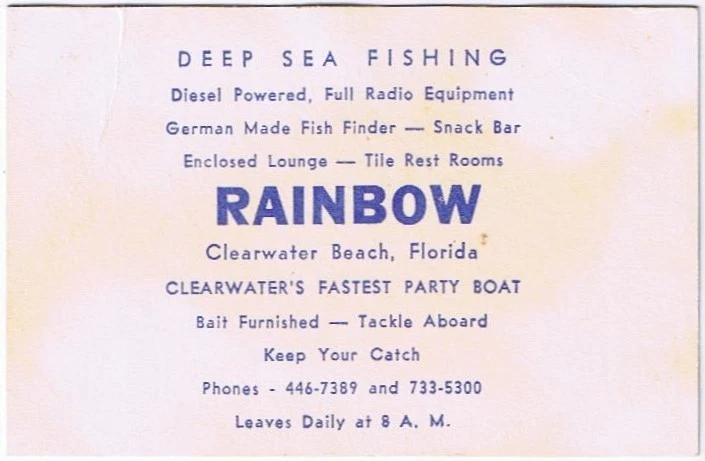 DEEP SEA FISHING
Diesel Powered, Full Radio Equipment
German Made Fish Finder — Snack Bar
Enclosed Lounge — Tile Rest Rooms
RAINBOW
Clearwater Beach, Florida
CLEARWATER'S FASTEST PARTY BOAT
Bait Furnished — Tackle Aboard
Keep Your Catch
Phones - 446-7389 and 733-5300
Leaves Daily at 8 A. M.